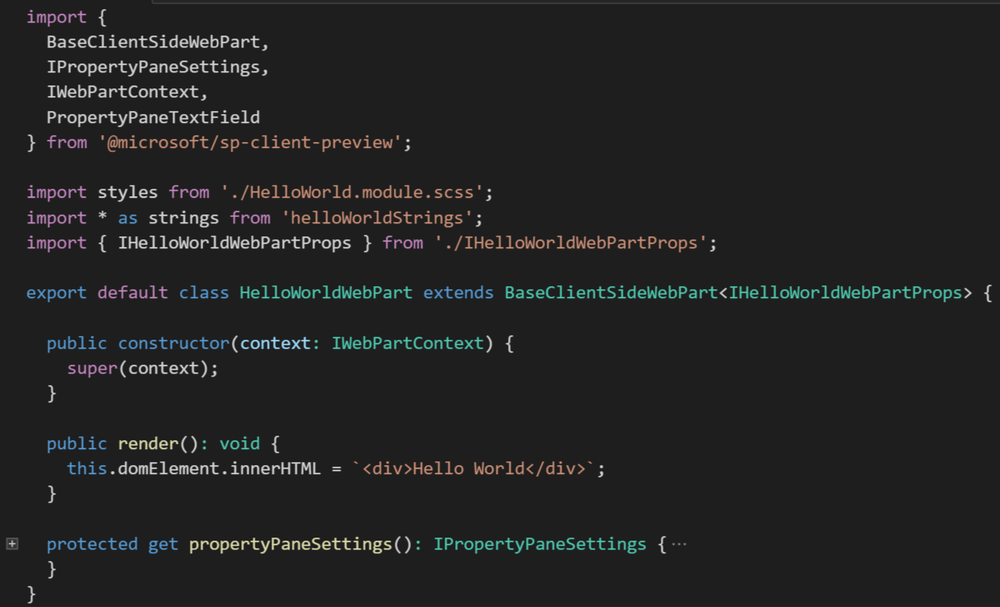 import {
  BaseClientSideWebPart,
  IPropertyPaneSettings,
  IWebPartContext,
  PropertyPaneTextField
} from '@microsoft/sp-client-preview';
import styles from './HelloWorld.module.scss';
import * as strings from 'helloWorldStrings';
import { IHelloWorldWebPartProps } from './IHelloWorldWebPartProps';
export default class HelloWorldWebPart extends BaseClientSideWebPart<IHelloWorldWebPartProps> {
  public constructor(context: IWebPartContext) {
    super(context);
  }
  public render(): void {
    this.domElement.innerHTML = `<div>Hello World</div>`;
  }
  protected get propertyPaneSettings(): IPropertyPaneSettings {···
  }
}